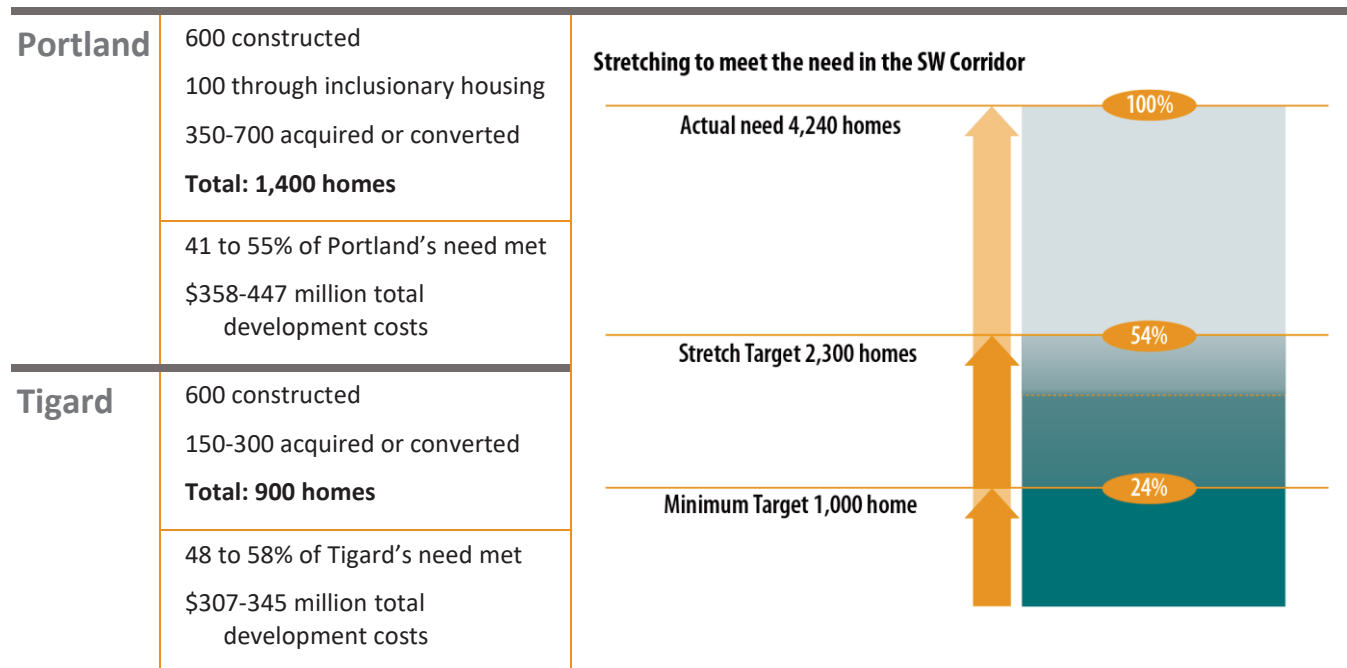 Portland
600 constructed
100 through inclusionary housing
350-700 acquired or converted
Total: 1,400 homes
41 to 55% of Portland’s need met
$358-447 million total
development costs
Tigard
600 constructed
150-300 acquired or converted
Total: 900 homes
48 to 58% of Tigard’s need met
$307-345 million total
development costs
Stretching to meet the need in the SW Corridor
100%
Actual need 4,240 homes
54%
Stretch Target 2,300 homes
24%
Minimum Target 1,000 home